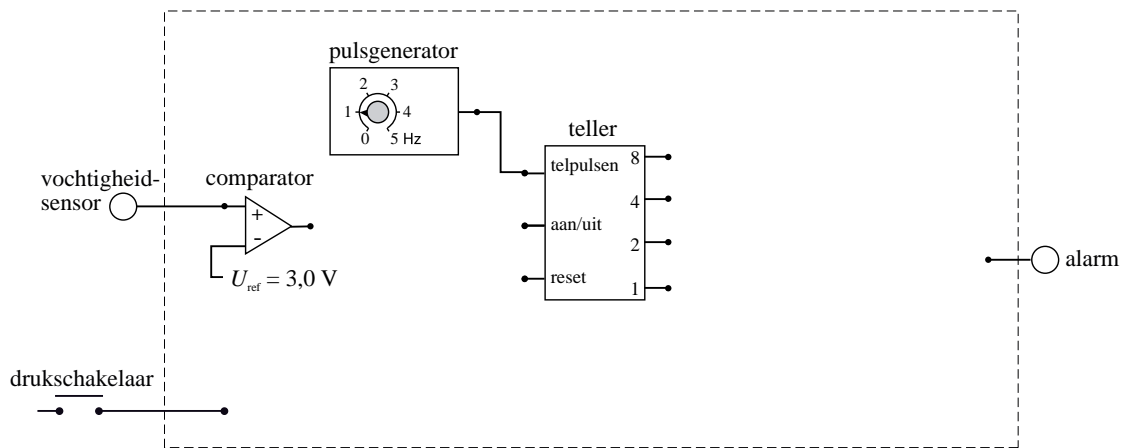 pulsgenerator
2 3
1 4
0 5 Hz
teller
telpulsen 8
vochtigheid-
sensor
comparator
4
+
aan/uit
-
2
alarm
reset
U ref = 3,0 V
1
drukschakelaar